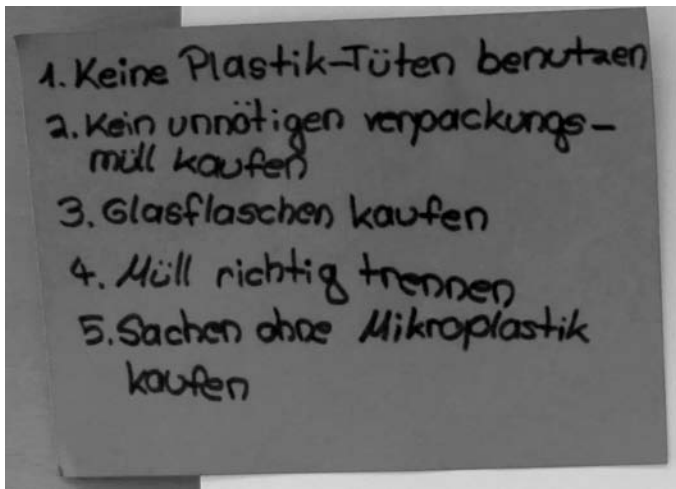 1. Keine Plastik-Tüten benutzen
2. Kein unnötigen verpackungs-
müll kaufen
3. Glasflaschen kaufen
4. Müll richtig trennen
5. Sachen ohne Mikroplastik
kaufen